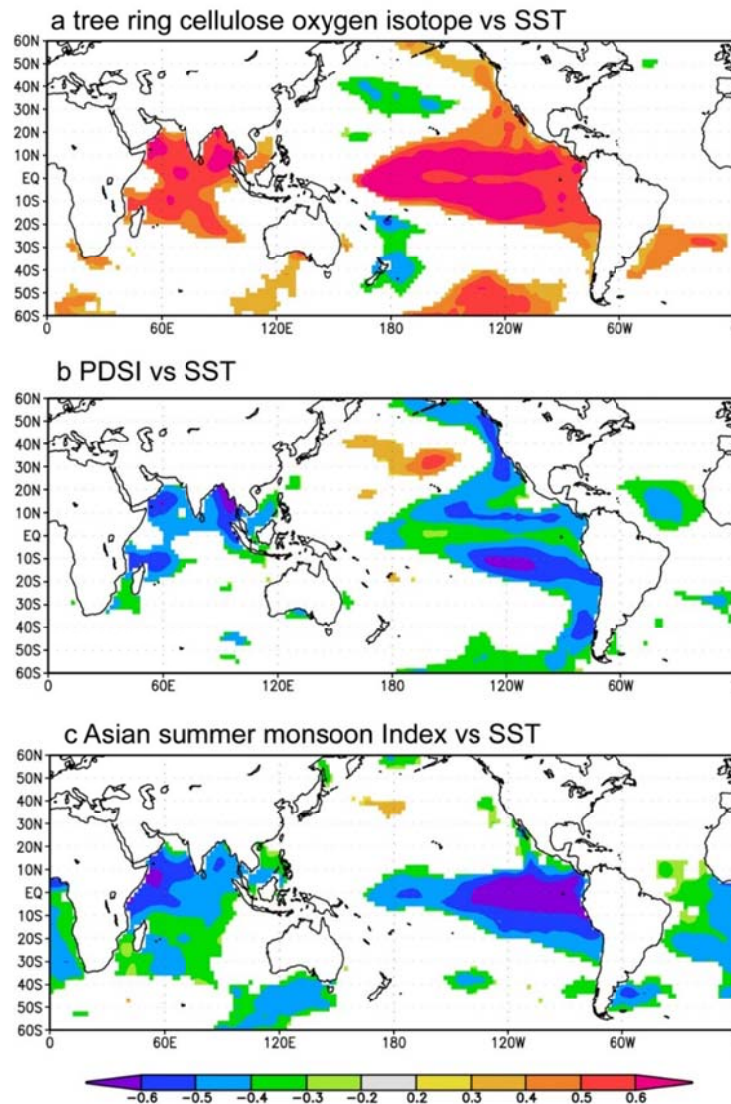 a tree ring cellulose oxygen isotope vs SST
60N
50N
40N
30N
20N
10N
EQ
10S
20S
30S
40S
50S
60S
0 60E 120E 180 120W 60W
b PDSI vs SST
60N
50N
40N
30N
20N
10N
EQ
10S
20S
30S
40S
50S
60S
0 60E 120E 180 120W 60W
c Asian summer monsoon Index vs SST
60N
50N
40N
30N
20N
10N
EQ
10S
20S
30S
40S
50S
60S
0 60E 120E 180 120W 60W
-0.6 -0.5 -0.4 -0.3 -0.2 0.2 0.3 0.4 0.5 0.6